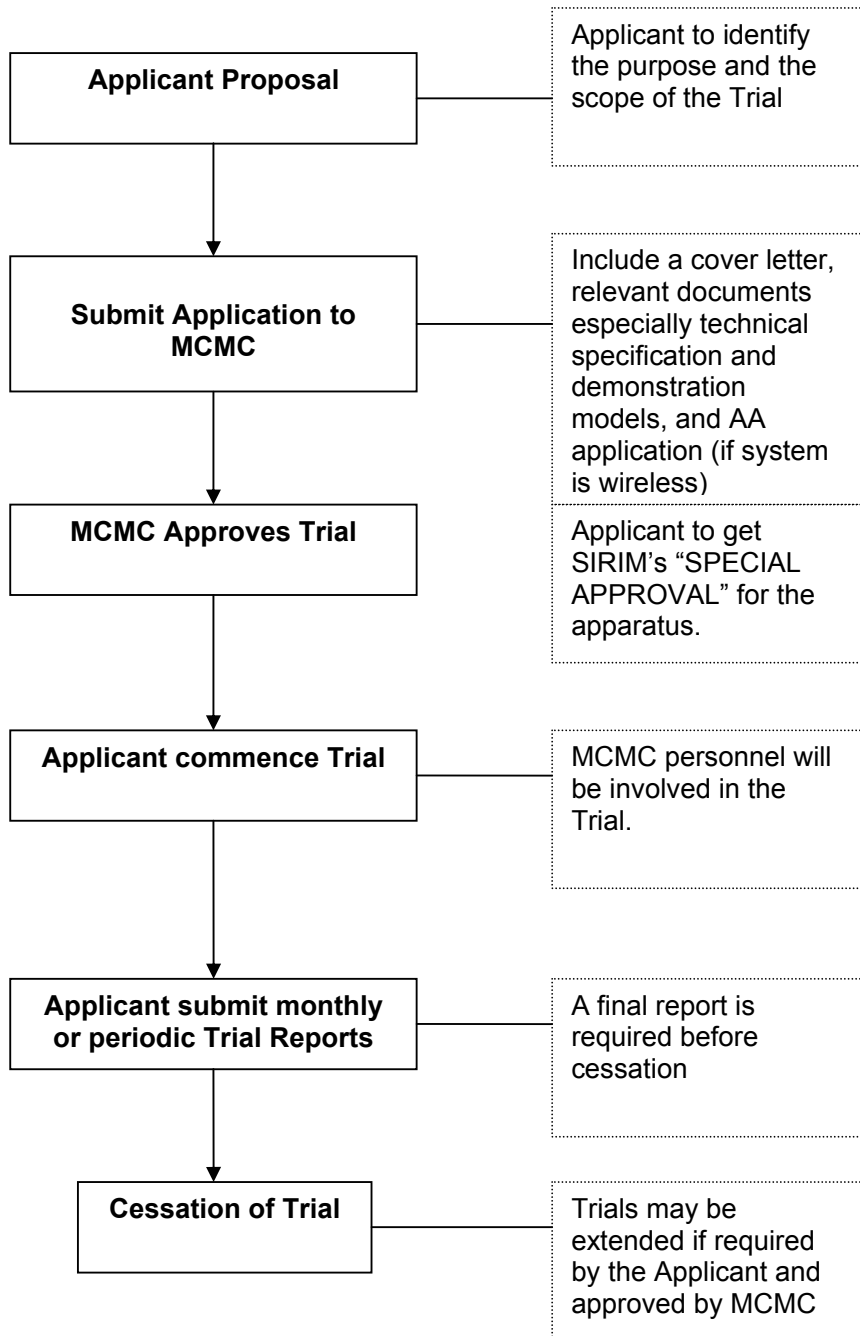 Applicant Proposal
Applicant to identify
the purpose and the
scope of the Trial
Submit Application to
MCMC
Include a cover letter,
relevant documents
especially technical
specification and
demonstration
models, and AA
application (if system
is wireless)
MCMC Approves Trial
Applicant to get
SIRIM’s “SPECIAL
APPROVAL” for the
apparatus.
Applicant commence Trial
MCMC personnel will
be involved in the
Trial.
Applicant submit monthly
or periodic Trial Reports
A final report is
required before
cessation
Cessation of Trial
Trials may be
extended if required
by the Applicant and
approved by MCMC